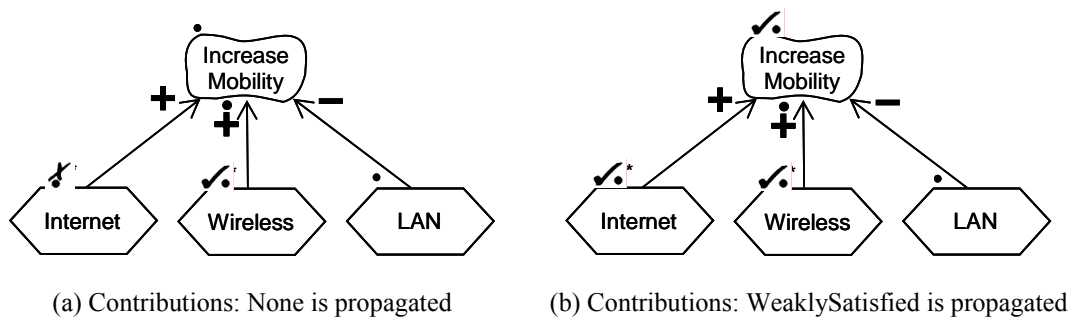 Increase
Mobility
+
+
−
*
*
Internet
Wireless
LAN
(a) Contributions: None is propagated
Increase
Mobility
+
+
−
*
*
Internet
Wireless
LAN
(b) Contributions: WeaklySatisfied is propagated